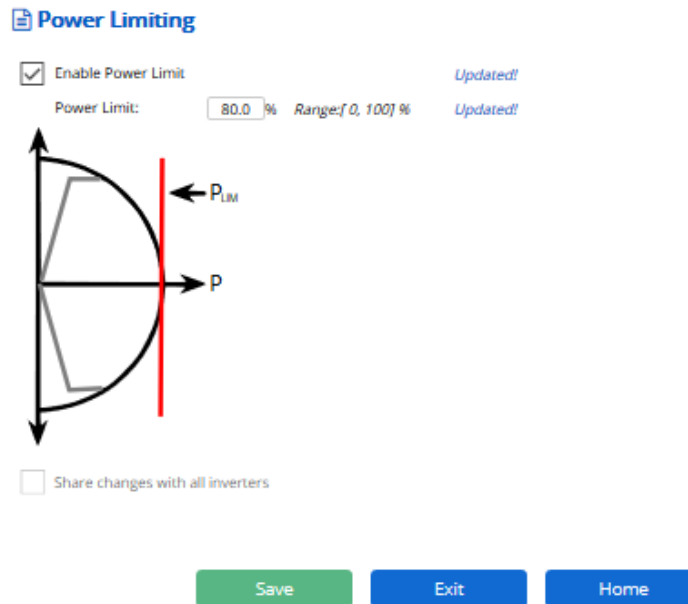 Power Limiting
Enable Power Limit Updated!
Power Limit: 80.0 % Range:[ 0, 100] % Updated!
PLIM
P
Share changes with all inverters
Save Exit Home